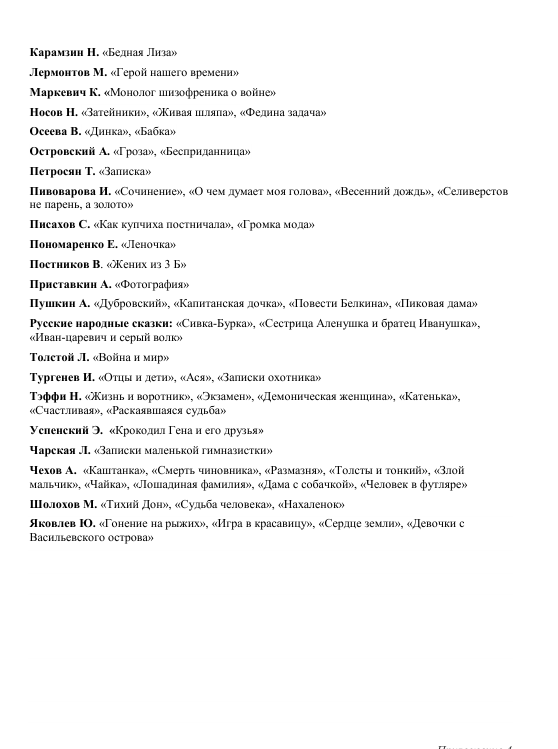 Карамзин Н. «Бедная Лиза»
Лермонтов М. «Герой нашего времени»
Маркевич К. «Монолог шизофреника о войне»
Носов Н. «Затейники», «Живая шляпа», «Федина задача»
Осеева В. «Динка», «Бабка»
Островский А. «Гроза», «Бесприданница»
Петросян Т. «Записка»
Пивоварова И. «Сочинение», «О чем думает моя голова», «Весенний дождь», «Селиверстов
не парень, а золото»
Писахов С. «Как купчиха постничала», «Громка мода»
Пономаренко Е. «Леночка»
Постников В. «Жених из 3 Б»
Приставкин А. «Фотография»
Пушкин А. «Дубровский», «Капитанская дочка», «Повести Белкина», «Пиковая дама»
Русские народные сказки: «Сивка-Бурка», «Сестрица Аленушка и братец Иванушка»,
«Иван-царевич и серый волк»
Толстой Л. «Война и мир»
Тургенев И. «Отцы и дети», «Ася», «Записки охотника»
Тэффи Н. «Жизнь и воротник», «Экзамен», «Демоническая женщина», «Катенька»,
«Счастливая», «Раскаявшаяся судьба»
Успенский Э. «Крокодил Гена и его друзья»
Чарская Л. «Записки маленькой гимназистки»
Чехов А. «Каштанка», «Смерть чиновника», «Размазня», «Толсты и тонкий», «Злой
мальчик», «Чайка», «Лошадиная фамилия», «Дама с собачкой», «Человек в футляре»
Шолохов М. «Тихий Дон», «Судьба человека», «Нахаленок»
Яковлев Ю. «Гонение на рыжих», «Игра в красавицу», «Сердце земли», «Девочки с
Васильевского острова»